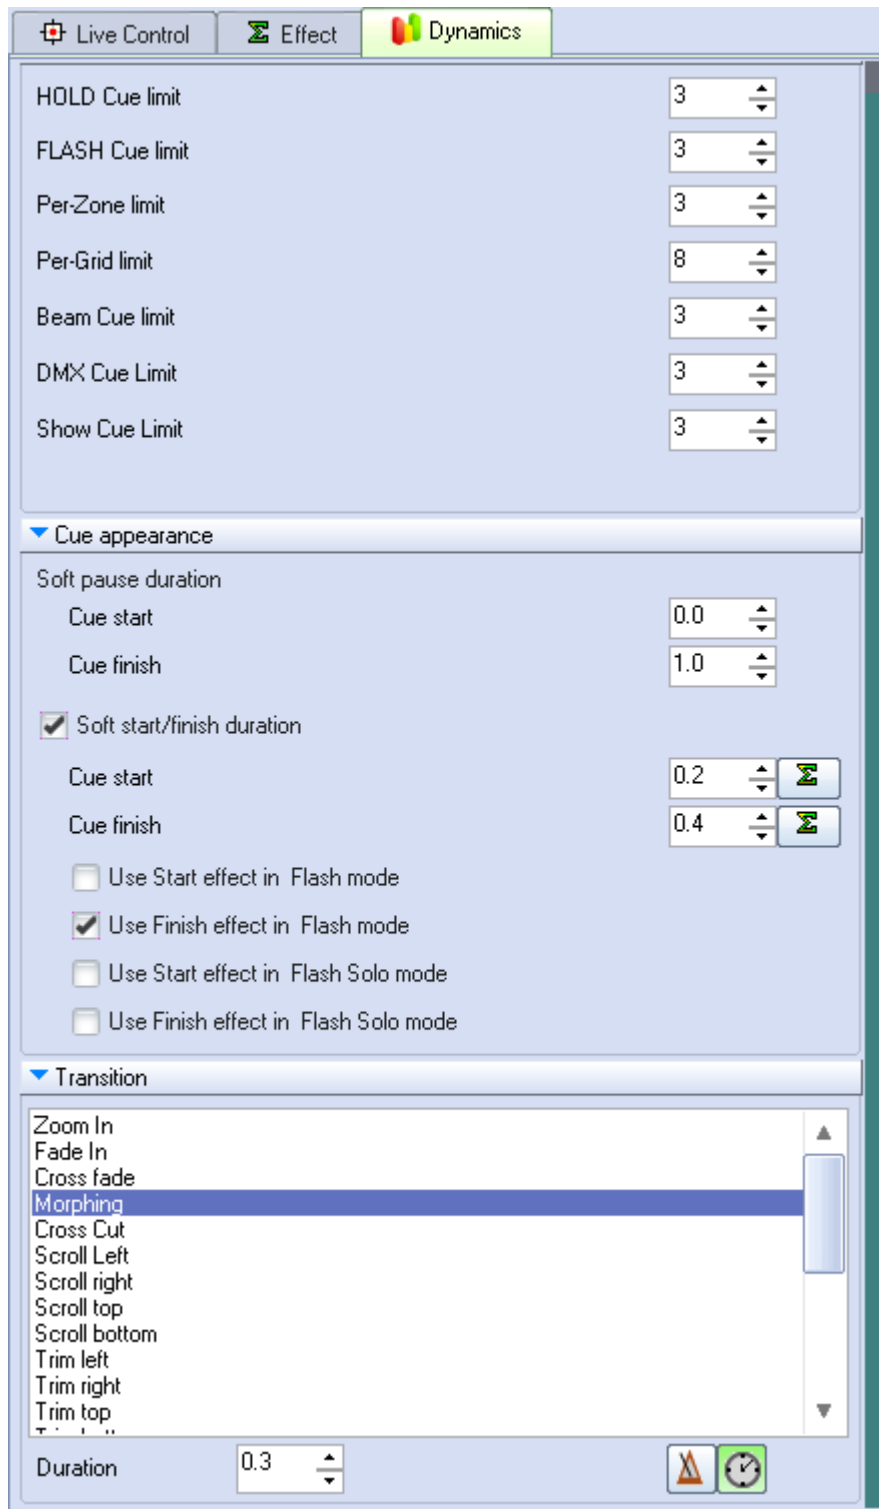 Live Control Effect Dynamics
HOLD Cue limit 3
FLASH Cue limit 3
Per-Zone limit 3
Per-Grid limit 8
Beam Cue limit 3
DMX Cue Limit 3
Show Cue Limit 3
Cue appearance
Soft pause duration
Cue start 0.0
Cue finish 1.0
Soft start/finish duration
Cue start 0.2
Cue finish 0.4
Use Start effect in Flash mode
Use Finish effect in Flash mode
Use Start effect in Flash Solo mode
Use Finish effect in Flash Solo mode
Transition
Zoom In
Fade In
Cross fade
Morphing
Cross Cut
Scroll Left
Scroll right
Scroll top
Scroll bottom
Trim left
Trim right
Trim top
Duration 0.3